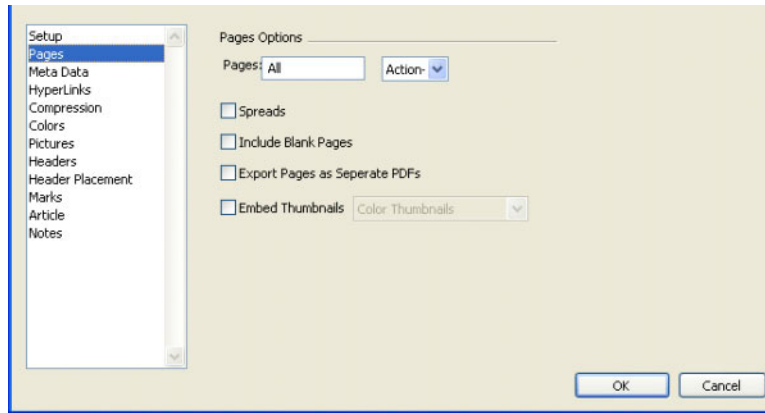 Setup
Pages
Meta Data
HyperLinks
Compression
Colors
Pictures
Headers
Header Placement
Marks
Article
Notes
Pages Options
Pages: All Action-
Spreads
Include Blank Pages
Export Pages as Seperate PDFs
Embed Thumbnails Color Thumbnails
OK Cancel